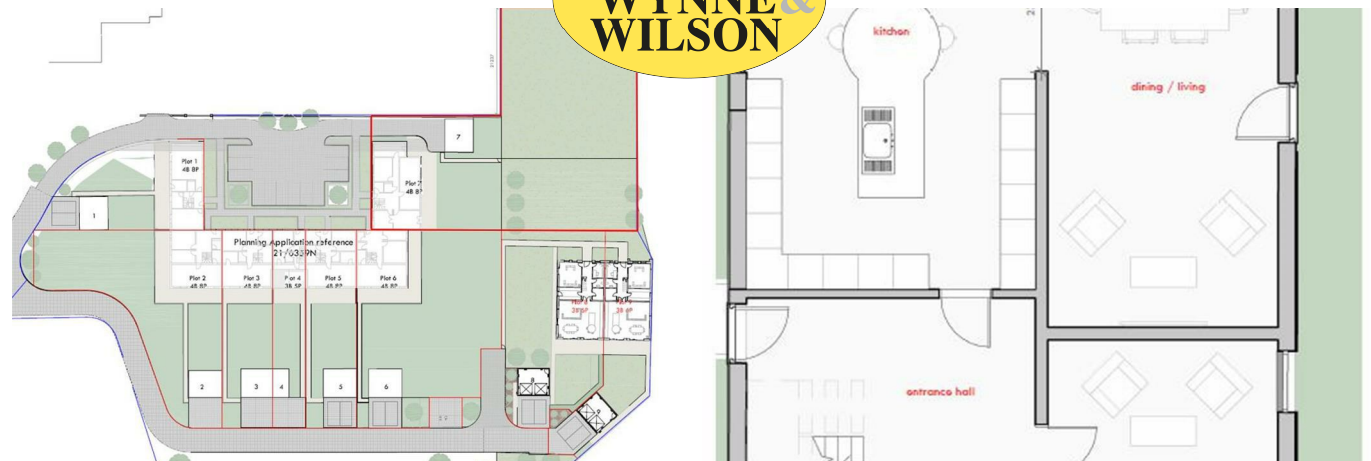 WYNNE&
WILSON
7
Plot 1
4B 8P
Plot 7
4B 8P
1
Planning Application reference
21/6359N
Plot 2
4B 8P
Plot 3
4B 8P
Plot 4
3B 5P
Plot 5
4B 8P
Plot 6
4B 8P
2
3
4
5
6
9
kitchen
dining / living
entrance hall